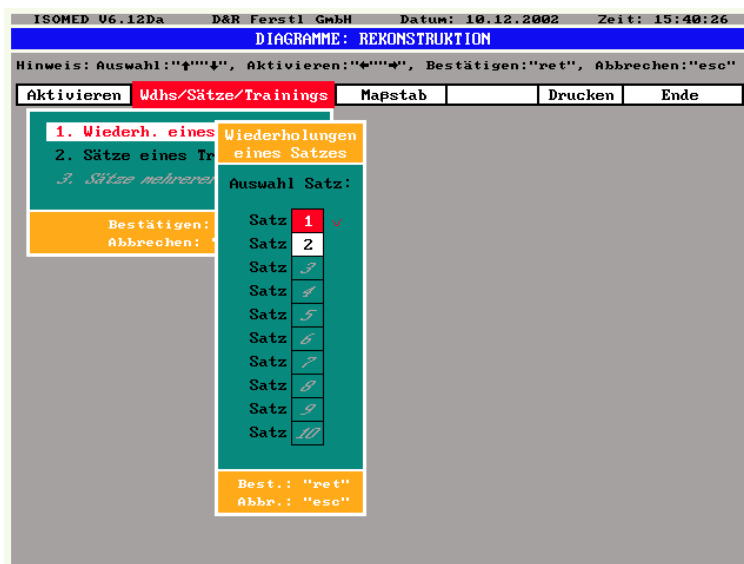 ISOMED V6.12Da D&R Ferstl GmbH Datum: 10.12.2002 Zeit: 15:40:26
DIAGRAMME: REKONSTRUKTION
Hinweis: Auswahl:"↑""↓", Aktivieren:"←""→", Bestätigen:"ret", Abbrechen:"esc"
Aktivieren Wdhs/Sätze/Trainings Maßstab Drucken Ende
1. Wiederh. eines
2. Sätze eines Tr
3. Sätze mehrerer
Bestätigen:
Abbrechen: "
Wiederholungen
eines Satzes
Auswahl Satz:
Satz 1 ✓
Satz 2
Satz 3
Satz 4
Satz 5
Satz 6
Satz 7
Satz 8
Satz 9
Satz 10
Best.: "ret"
Abbr.: "esc"